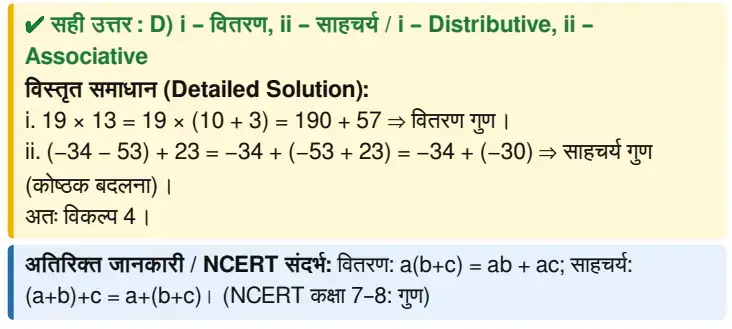 ✔ सही उत्तर : D) i – वितरण, ii – साहचर्य / i – Distributive, ii –
Associative
विस्तृत समाधान (Detailed Solution):
i. 19 × 13 = 19 × (10 + 3) = 190 + 57 ⇒ वितरण गुण ।
ii. (−34 − 53) + 23 = −34 + (−53 + 23) = −34 + (−30) ⇒ साहचर्य गुण
(कोष्ठक बदलना) ।
अतः विकल्प 4 ।
अतिरिक्त जानकारी / NCERT संदर्भ: वितरण: a(b+c) = ab + ac; साहचर्य:
(a+b)+c = a+(b+c)। (NCERT कक्षा 7–8: गुण)